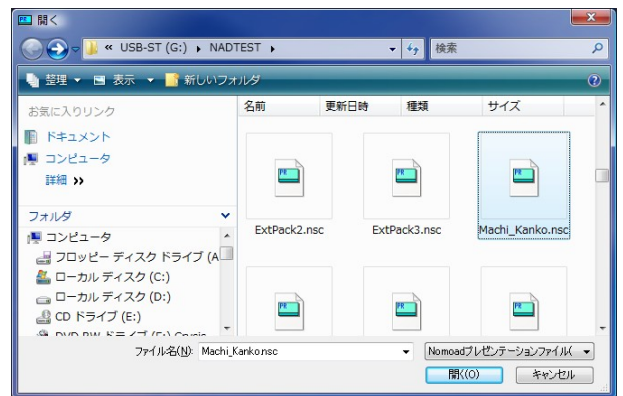 開く
« USB-ST (G:) ▸ NADTEST ▸
検索
整理 表示 新しいフォルダ
お気に入りリンク
名前 更新日時 種類 サイズ
ドキュメント
コンピュータ
詳細 »
ExtPack2.nsc ExtPack3.nsc Machi_Kanko.nsc
フォルダ
コンピュータ
フロッピー ディスク ドライブ (A
ローカル ディスク (C:)
ローカル ディスク (D:)
CD ドライブ (E:)
ファイル名(N): Machi_Kanko.nsc
Nomoadプレゼンテーションファイル(
開く(O) キャンセル